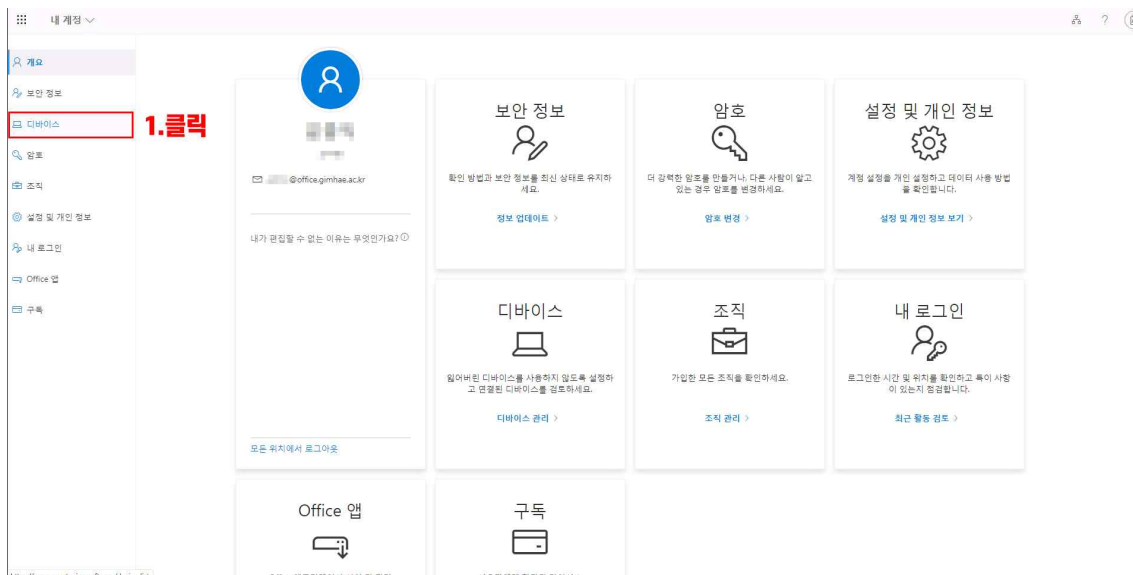 내 계정
?
개요
보안 정보
디바이스
1.클릭
암호
조직
설정 및 개인 정보
내 로그인
Office 앱
구독
@office.gimhae.ac.kr
내가 편집할 수 없는 이유는 무엇인가요?
모든 위치에서 로그아웃
보안 정보
확인 방법과 보안 정보를 최신 상태로 유지하
세요.
정보 업데이트 >
암호
더 강력한 암호를 만들거나, 다른 사람이 알고
있는 경우 암호를 변경하세요.
암호 변경 >
설정 및 개인 정보
계정 설정을 개인 설정하고 데이터 사용 방법
을 확인합니다.
설정 및 개인 정보 보기 >
디바이스
잃어버린 디바이스를 사용하지 않도록 설정하
고 연결된 디바이스를 검토하세요.
디바이스 관리 >
조직
가입한 모든 조직을 확인하세요.
조직 관리 >
내 로그인
로그인한 시간 및 위치를 확인하고 특이 사항
이 있는지 점검합니다.
최근 활동 검토 >
Office 앱
구독